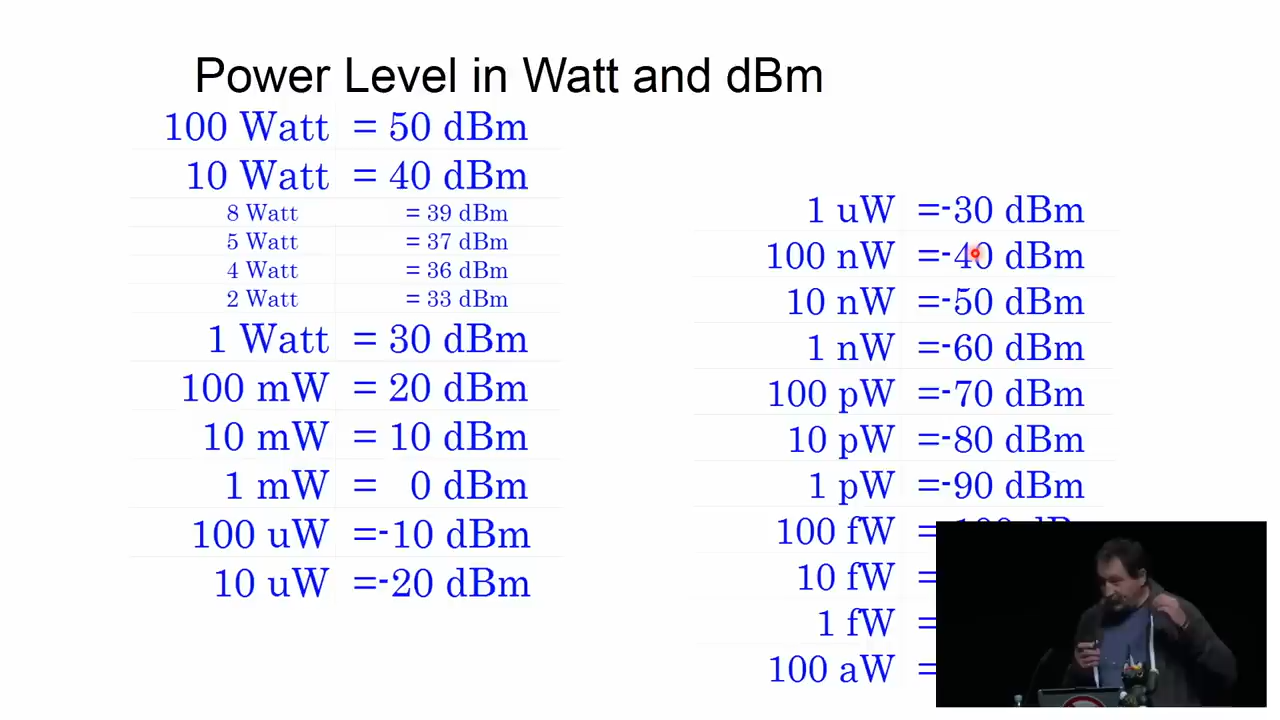 Power Level in Watt and dBm
100 Watt = 50 dBm
10 Watt = 40 dBm
8 Watt = 39 dBm
5 Watt = 37 dBm
4 Watt = 36 dBm
2 Watt = 33 dBm
1 Watt = 30 dBm
100 mW = 20 dBm
10 mW = 10 dBm
1 mW = 0 dBm
100 uW =-10 dBm
10 uW =-20 dBm
1 uW =-30 dBm
100 nW =-40 dBm
10 nW =-50 dBm
1 nW =-60 dBm
100 pW =-70 dBm
10 pW =-80 dBm
1 pW =-90 dBm
100 fW =
10 fW =
1 fW =
100 aW =